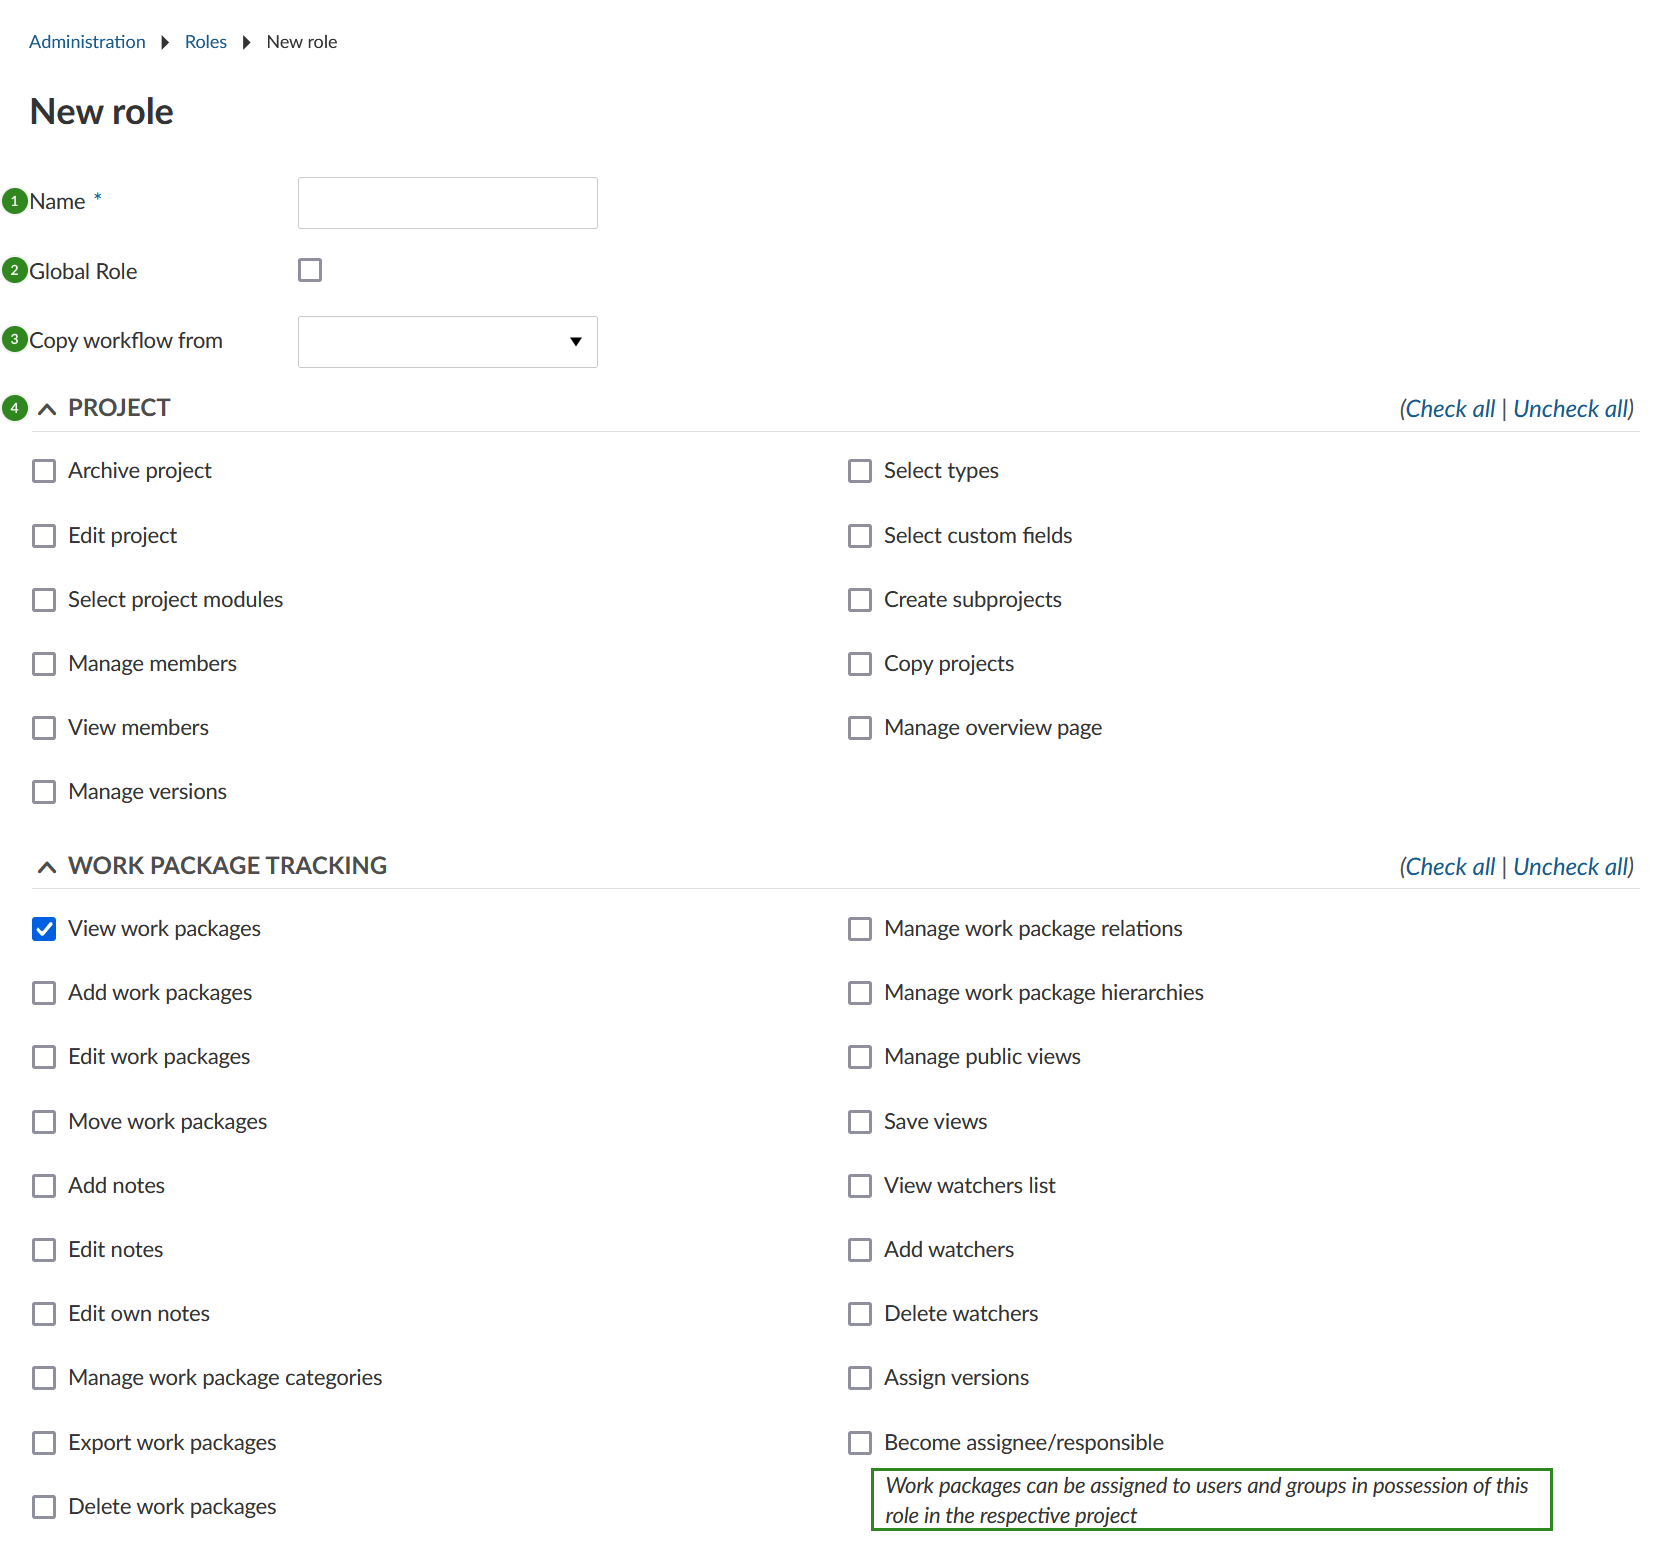 Administration Roles New role
New role
1 Name *
2 Global Role
3 Copy workflow from
4 PROJECT (Check all | Uncheck all)
Archive project
Edit project
Select project modules
Manage members
View members
Manage versions
Select types
Select custom fields
Create subprojects
Copy projects
Manage overview page
WORK PACKAGE TRACKING (Check all | Uncheck all)
View work packages
Add work packages
Edit work packages
Move work packages
Add notes
Edit notes
Edit own notes
Manage work package categories
Export work packages
Delete work packages
Manage work package relations
Manage work package hierarchies
Manage public views
Save views
View watchers list
Add watchers
Delete watchers
Assign versions
Become assignee/responsible
Work packages can be assigned to users and groups in possession of this
role in the respective project